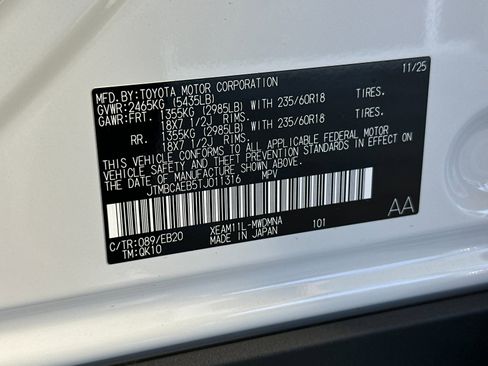 MFD.BY:TOYOTA MOTOR CORPORATION 11/25
GVWR:2465KG (5435LB)
GAWR:FRT. 1355KG (2985LB) WITH 235/60R18 TIRES.
18X7 1/2J RIMS.
RR. 1355KG (2985LB) WITH 235/60R18 TIRES.
18X7 1/2J RIMS.
THIS VEHICLE CONFORMS TO ALL APPLICABLE FEDERAL MOTOR
VEHICLE SAFETY AND THEFT PREVENTION STANDARDS IN EFFECT ON
THE DATE OF MANUFACTURE SHOWN ABOVE.
JTMBCAEB5TJ011316 MPV
C/TR:089/EB20 XEAM11L-MWDMNA 101 AA
TM:QK10 MADE IN JAPAN